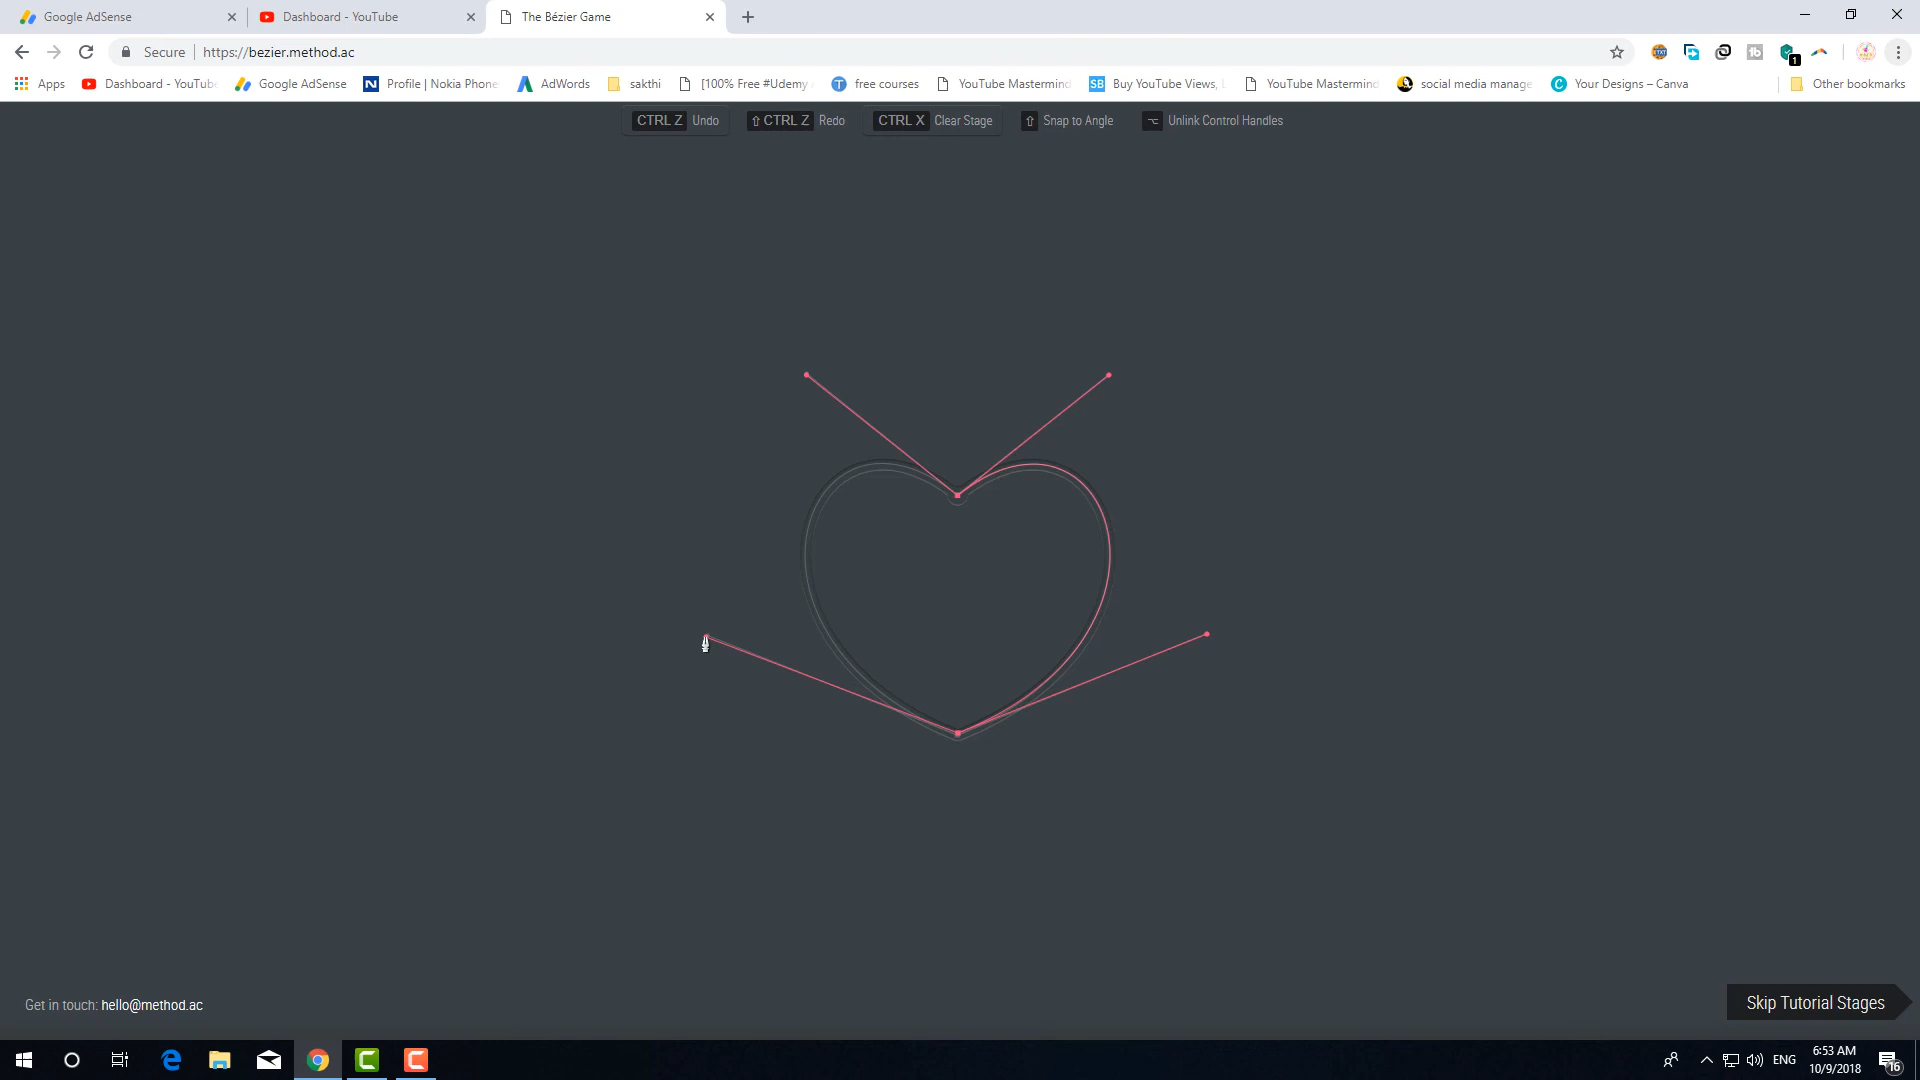 Google AdSense
Dashboard - YouTube
The Bézier Game
Secure https://bezier.method.ac
1
Apps Dashboard - YouTube Google AdSense Profile | Nokia Phone AdWords sakthi [100% Free #Udemy free courses YouTube Mastermind Buy YouTube Views, YouTube Mastermind social media manage Your Designs – Canva Other bookmarks
CTRL Z Undo ⇧ CTRL Z Redo CTRL X Clear Stage ⇧ Snap to Angle ⌥ Unlink Control Handles
Get in touch: hello@method.ac
Skip Tutorial Stages
ENG
6:53 AM
10/9/2018
16